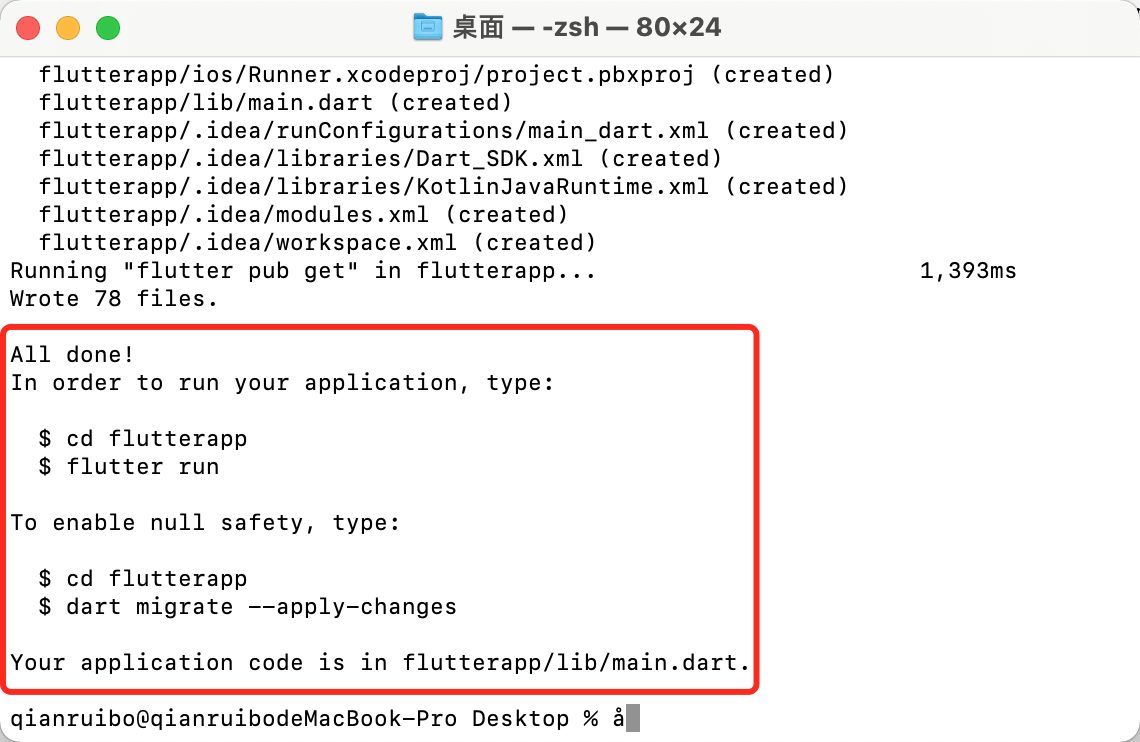 桌面 — -zsh — 80×24
flutterapp/ios/Runner.xcodeproj/project.pbxproj (created)
flutterapp/lib/main.dart (created)
flutterapp/.idea/runConfigurations/main_dart.xml (created)
flutterapp/.idea/libraries/Dart_SDK.xml (created)
flutterapp/.idea/libraries/KotlinJavaRuntime.xml (created)
flutterapp/.idea/modules.xml (created)
flutterapp/.idea/workspace.xml (created)
Running "flutter pub get" in flutterapp... 1,393ms
Wrote 78 files.
All done!
In order to run your application, type:
$ cd flutterapp
$ flutter run
To enable null safety, type:
$ cd flutterapp
$ dart migrate --apply-changes
Your application code is in flutterapp/lib/main.dart.
qianruibo@qianruibodeMacBook-Pro Desktop % å